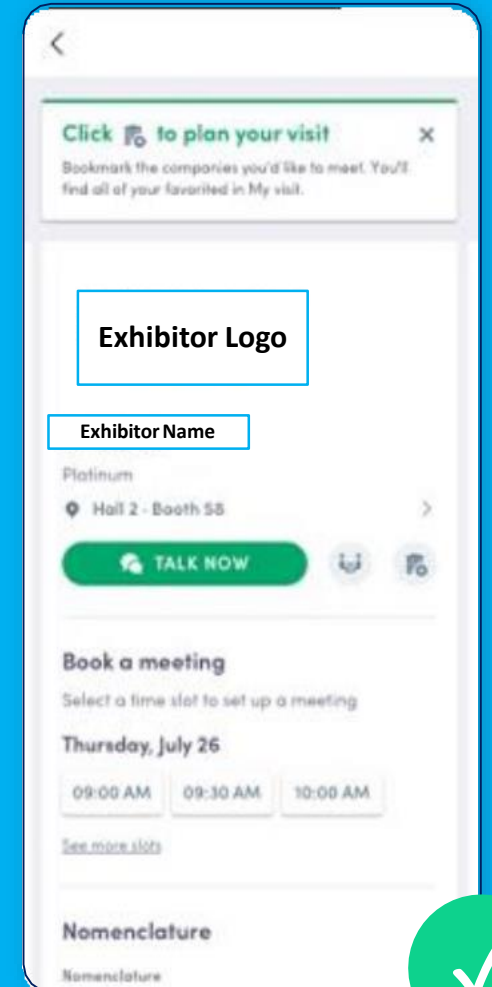 Click to plan your visit
Bookmark the companies you'd like to meet. You'll
find all of your favorited in My visit.
Exhibitor Logo
Exhibitor Name
Platinum
Hall 2 - Booth 58
TALK NOW
Book a meeting
Select a time slot to set up a meeting
Thursday, July 26
09:00 AM 09:30 AM 10:00 AM
See more slots
Nomenclature
Nomenclature